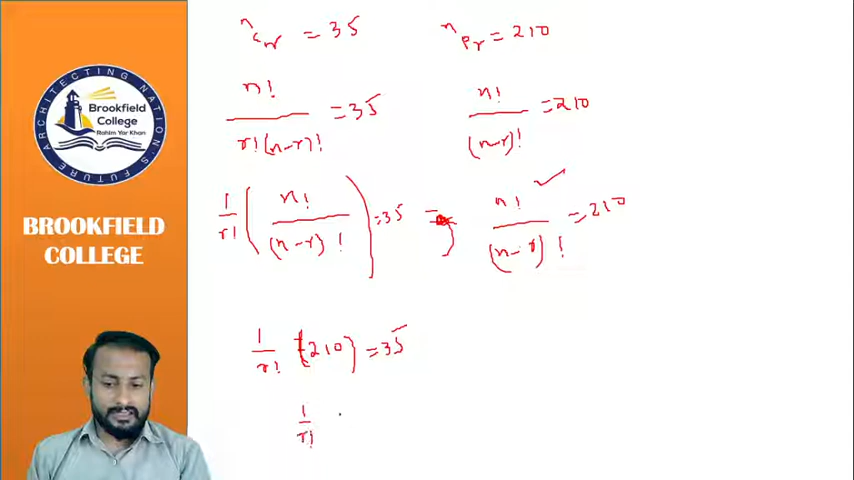 ARCHITECTING NATION'S FUTURE
Brookfield
College
Rahim Yar Khan
BROOKFIELD
COLLEGE
ⁿCᵣ = 35
ⁿPᵣ = 210
n! / r!(n-r)! = 35
n! / (n-r)! = 210
1/r! ( n! / (n-r)! ) = 35
n! / (n-r)! = 210 ✓
1/r! (210) = 35
1/r!